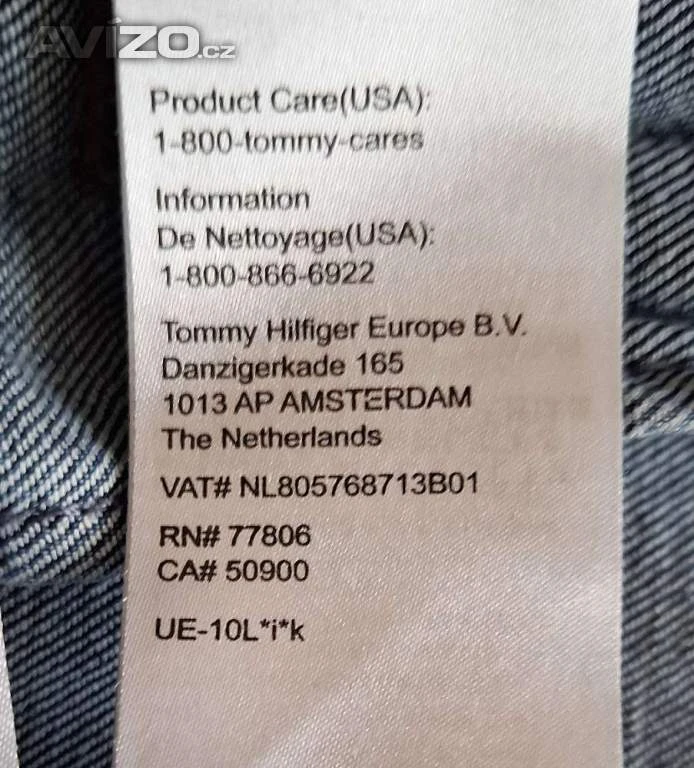 AVÍZO.cz
Product Care(USA):
1-800-tommy-cares
Information
De Nettoyage(USA):
1-800-866-6922
Tommy Hilfiger Europe B.V.
Danzigerkade 165
1013 AP AMSTERDAM
The Netherlands
VAT# NL805768713B01
RN# 77806
CA# 50900
UE-10L*i*k